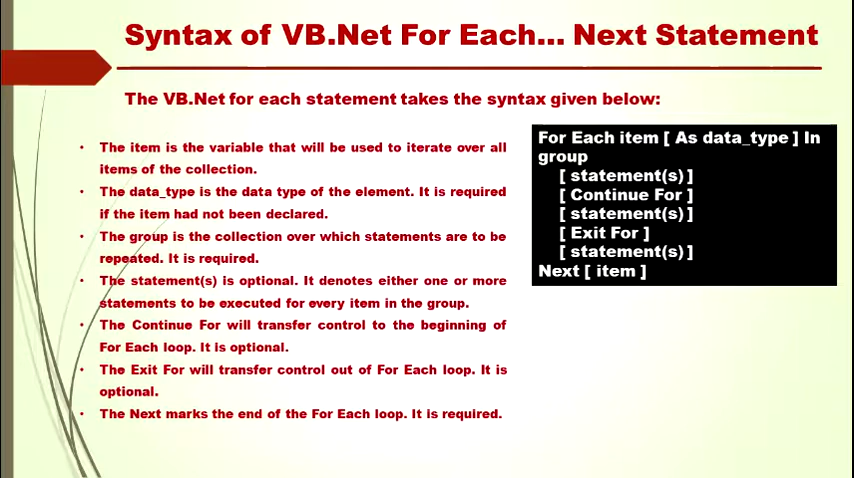 Syntax of VB.Net For Each... Next Statement
The VB.Net for each statement takes the syntax given below:
• The item is the variable that will be used to iterate over all
items of the collection.
• The data_type is the data type of the element. It is required
if the item had not been declared.
• The group is the collection over which statements are to be
repeated. It is required.
• The statement(s) is optional. It denotes either one or more
statements to be executed for every item in the group.
• The Continue For will transfer control to the beginning of
For Each loop. It is optional.
• The Exit For will transfer control out of For Each loop. It is
optional.
• The Next marks the end of the For Each loop. It is required.
For Each item [ As data_type ] In
group
[ statement(s) ]
[ Continue For ]
[ statement(s) ]
[ Exit For ]
[ statement(s) ]
Next [ item ]